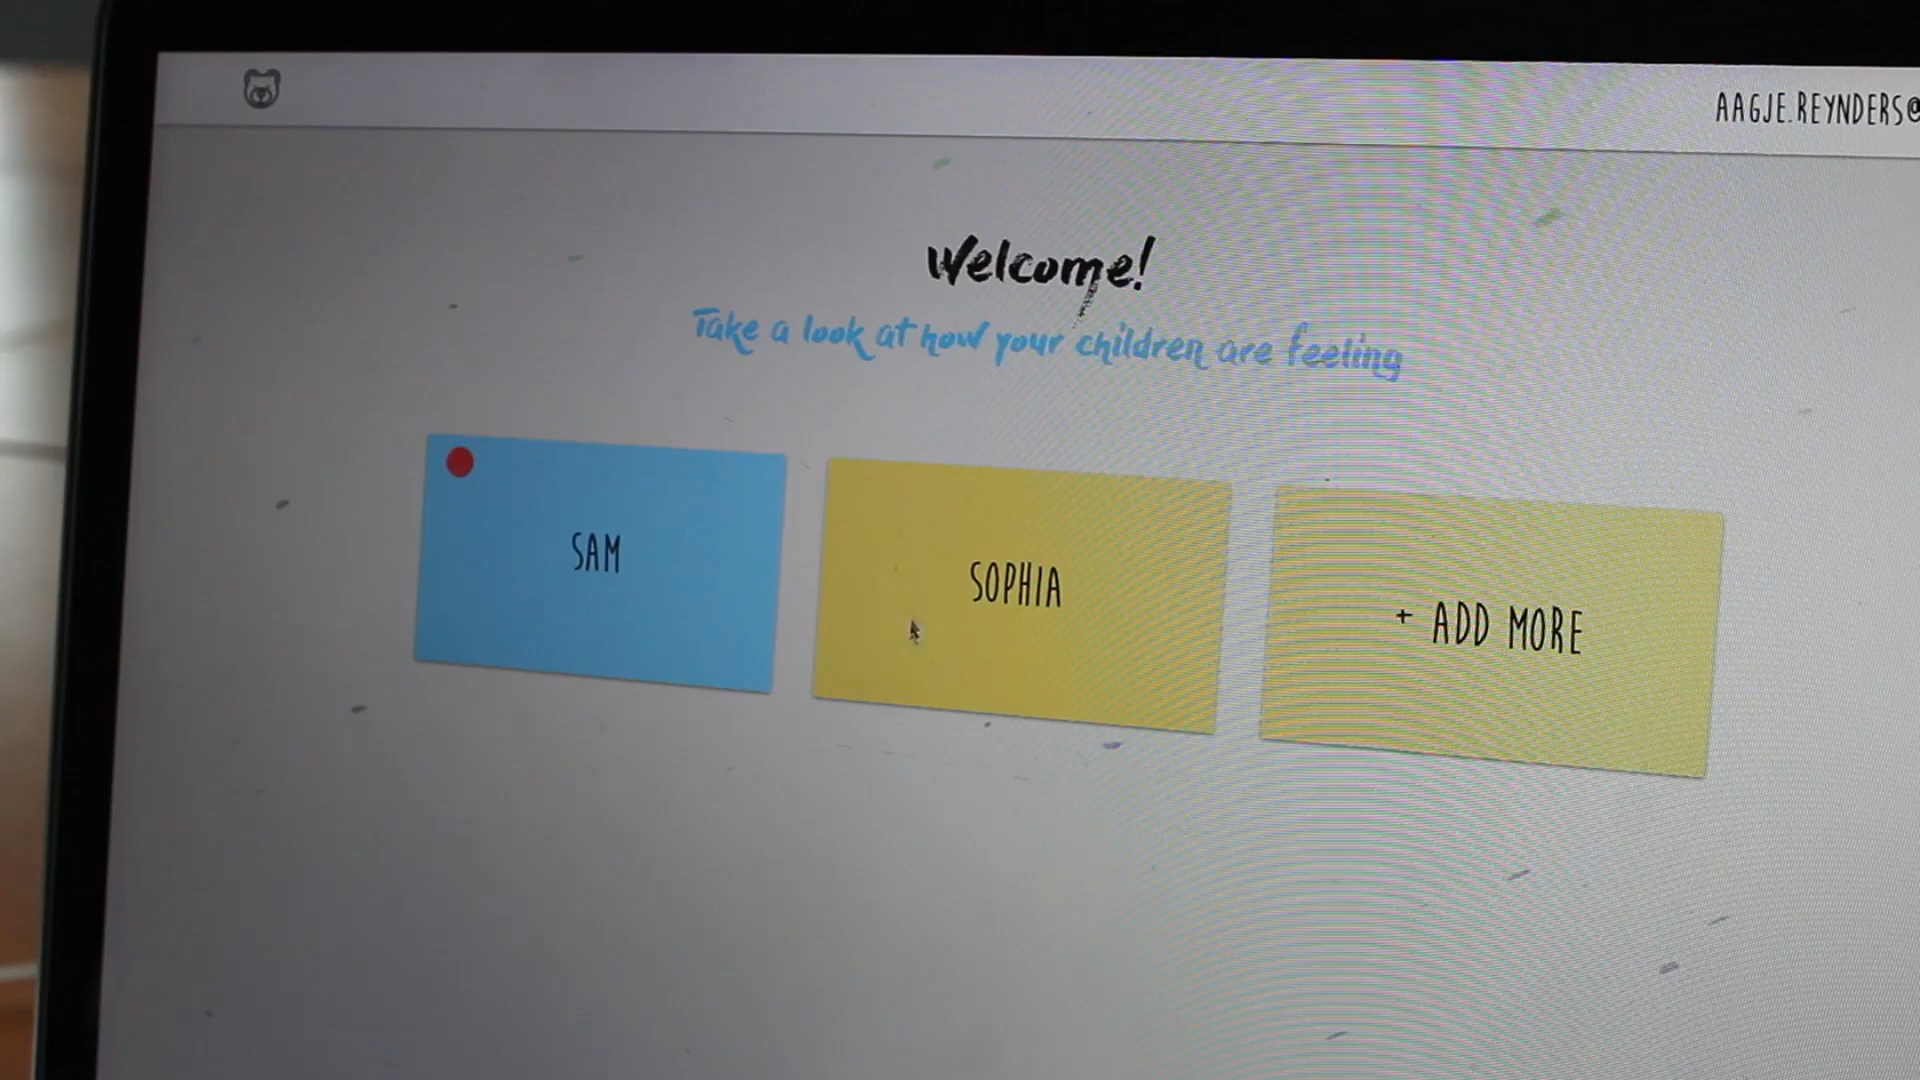 AAGJE.REYNDERS@
Welcome!
Take a look at how your children are feeling
SAM
SOPHIA
+ ADD MORE